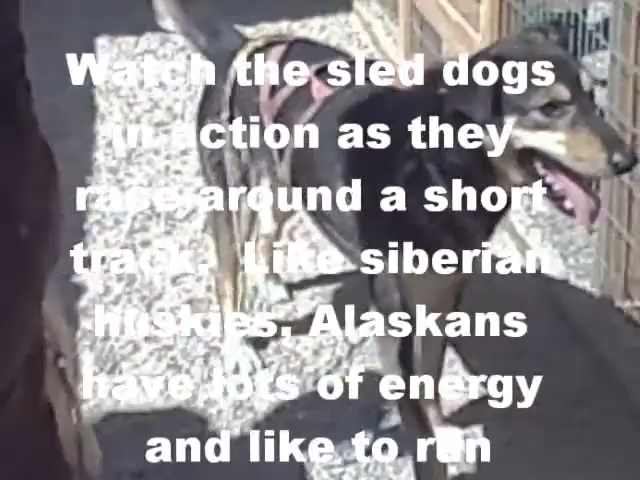 Watch the sled dogs
in action as they
race around a short
track.  Like siberian
huskies, Alaskans
have lots of energy
and like to run